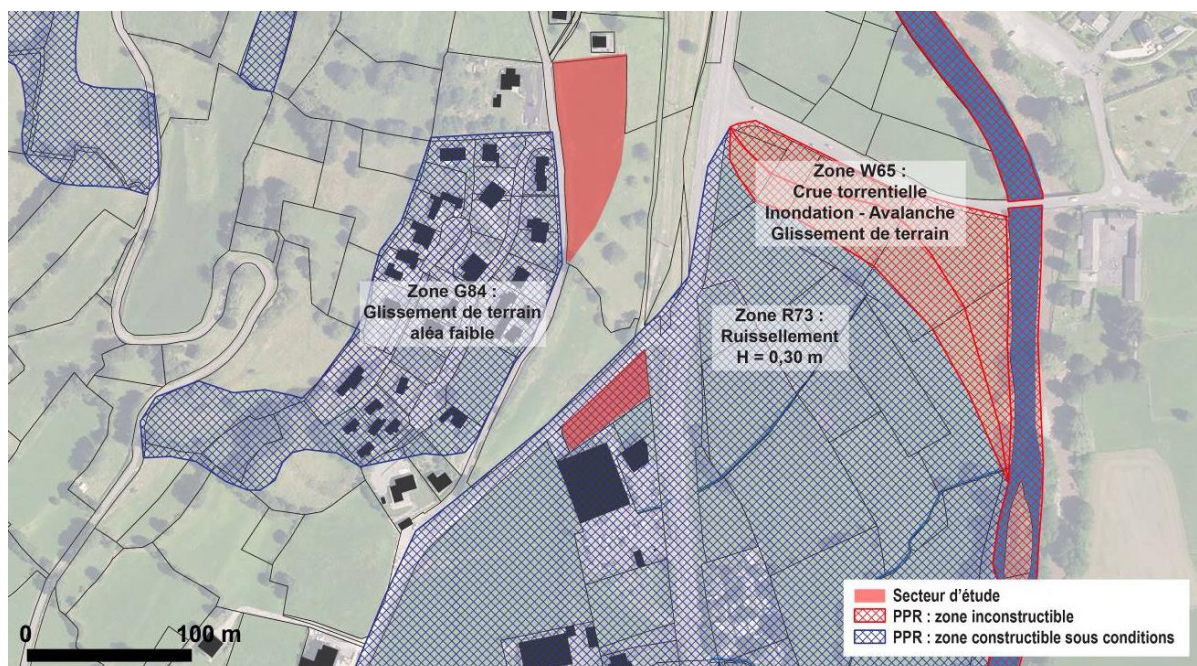 Zone W65 :
Crue torrentielle
Inondation - Avalanche
Glissement de terrain
Zone G84 :
Glissement de terrain
aléa faible
Zone R73 :
Ruissellement
H = 0,30 m
Secteur d'étude
PPR : zone inconstructible
PPR : zone constructible sous conditions
0 100 m